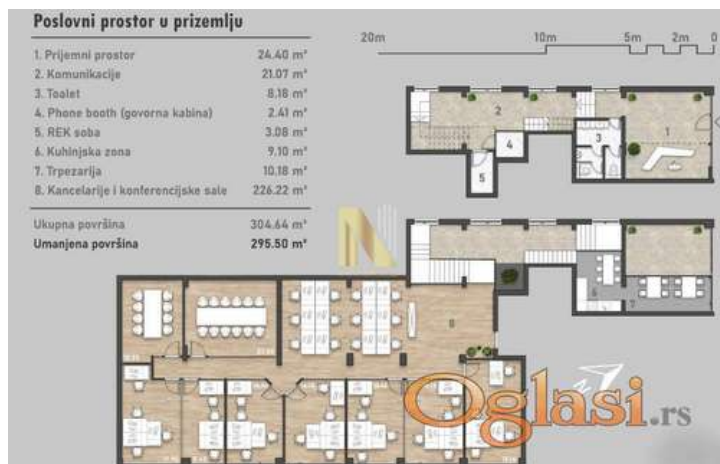 Poslovni prostor u prizemlju
1. Prijemni prostor 24.40 m²
2. Komunikacije 21.07 m²
3. Toalet 8.18 m²
4. Phone booth (govorna kabina) 2.41 m²
5. REK soba 3.08 m²
6. Kuhinjska zona 9.10 m²
7. Trpezarija 10.18 m²
8. Kancelarije i konferencijske sale 226.22 m²
Ukupna površina 304.64 m²
Umanjena površina 295.50 m²
20m 10m 5m 2m 0
2
3
1
4
5
6
7
8
Oglasi.rs